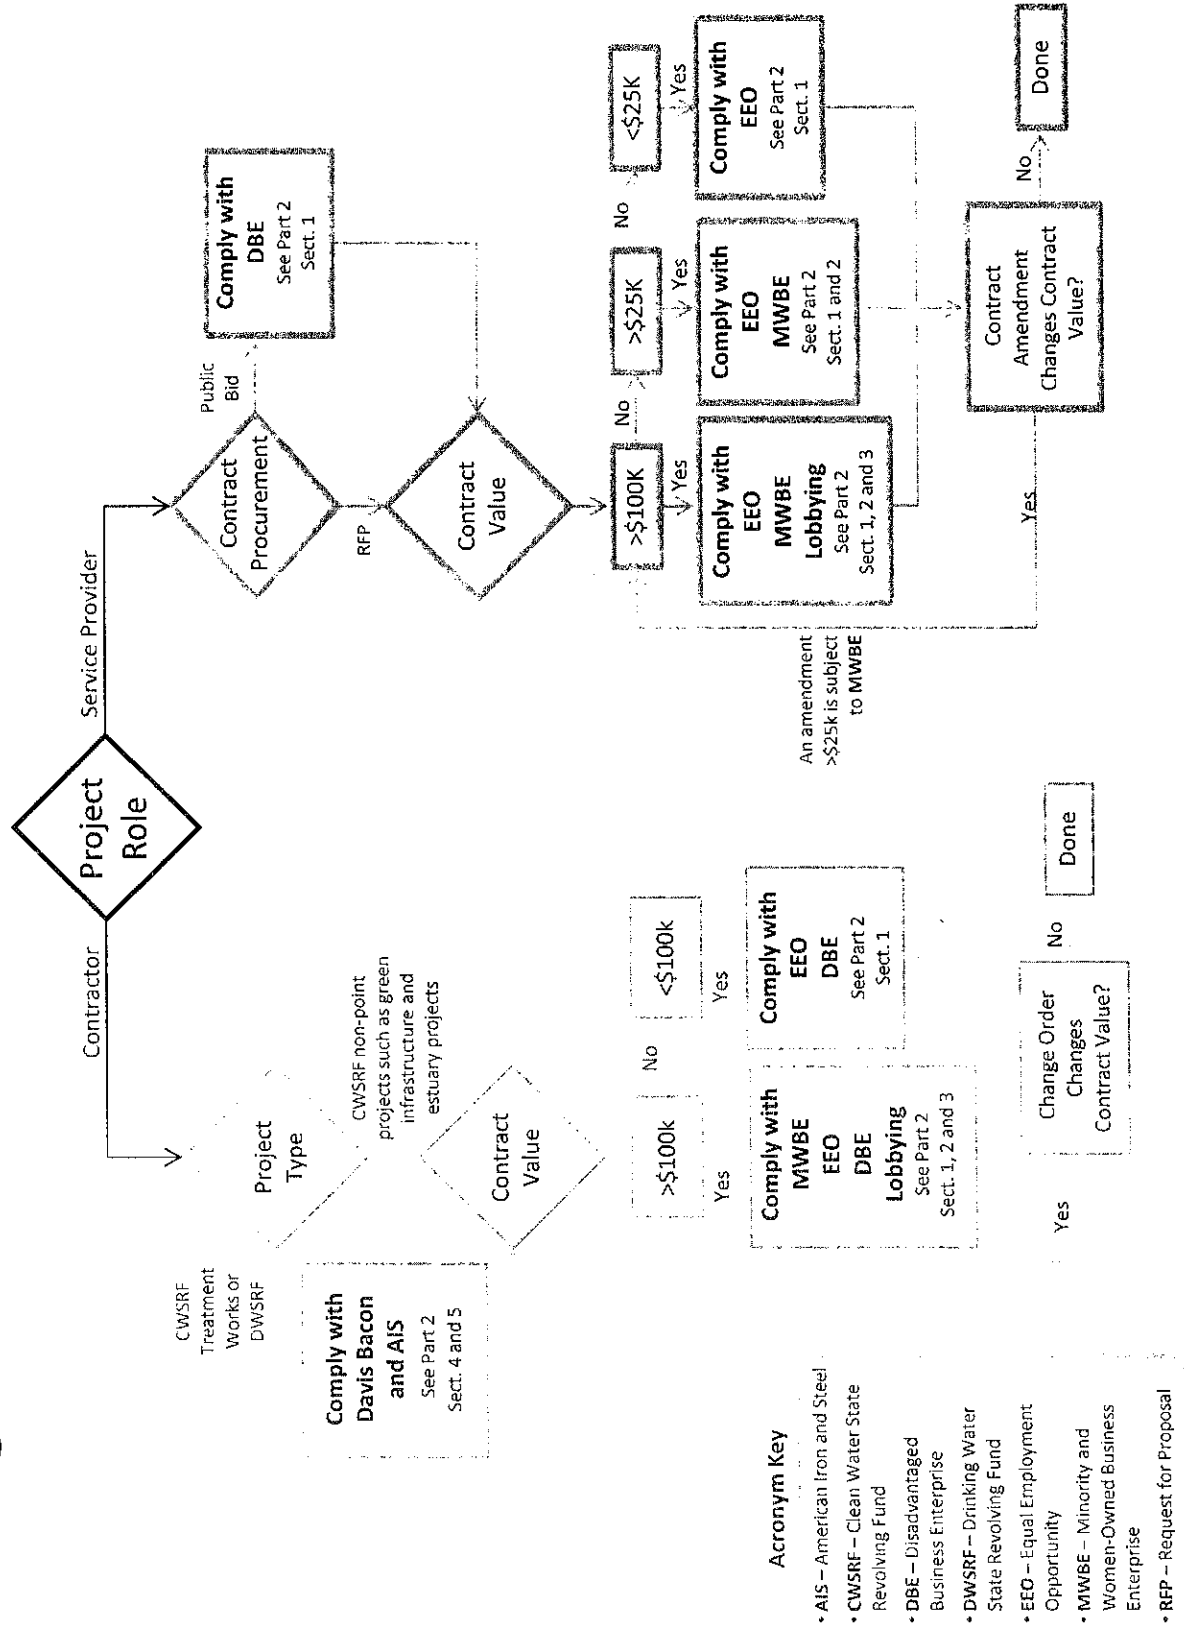 Project
Role
Contractor
Service Provider
Project
Type
CWSRF
Treatment
Works or
DWSRF
CWSRF non-point
projects such as green
infrastructure and
estuary projects
Comply with
Davis Bacon
and AIS
See Part 2
Sect. 4 and 5
Contract
Value
>$100k
No
<$100k
Yes
Yes
Comply with
MWBE
EEO
DBE
Lobbying
See Part 2
Sect. 1, 2 and 3
Comply with
EEO
DBE
See Part 2
Sect. 1
Yes
Change Order
Changes
Contract Value?
No
Done
Contract
Procurement
Public
Bid
Comply with
DBE
See Part 2
Sect. 1
RFP
Contract
Value
>$100K
No
>$25K
No
<$25K
Yes
Yes
Yes
Comply with
EEO
MWBE
Lobbying
See Part 2
Sect. 1, 2 and 3
Comply with
EEO
MWBE
See Part 2
Sect. 1 and 2
Comply with
EEO
See Part 2
Sect. 1
An amendment
>$25k is subject
to MWBE
Yes
Contract
Amendment
Changes Contract
Value?
No
Done
Acronym Key
• AIS – American Iron and Steel
• CWSRF – Clean Water State
Revolving Fund
• DBE – Disadvantaged
Business Enterprise
• DWSRF – Drinking Water
State Revolving Fund
• EEO – Equal Employment
Opportunity
• MWBE – Minority and
Women-Owned Business
Enterprise
• RFP – Request for Proposal